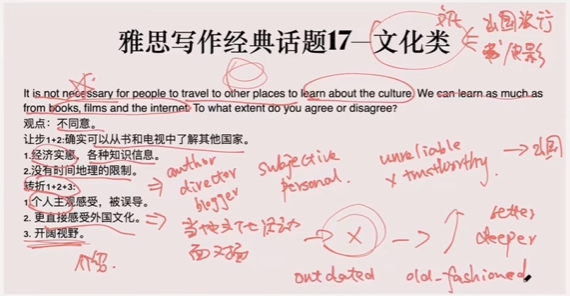 雅思写作经典话题17—文化类
文化
出国旅行
书/电影
It is not necessary for people to travel to other places to learn about the culture. We can learn as much as
from books, films and the internet. To what extent do you agree or disagree?
观点：不同意。
让步1+2:确实可以从书和电视中了解其他国家。
1.经济实惠，各种知识信息。
2.没有时间地理的限制。
转折1+2+3:
1.个人主观感受，被误导。
2. 更直接感受外国文化。
3. 开阔视野。
author
director
blogger
subjective
personal.
unreliable
x trustworthy.
出国
当地文化活动
面对面
x
outdated
old-fashioned
better
deeper